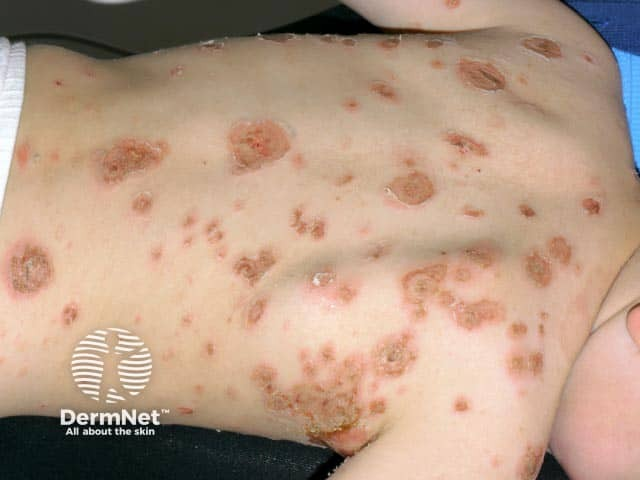 DermNet™
All about the skin